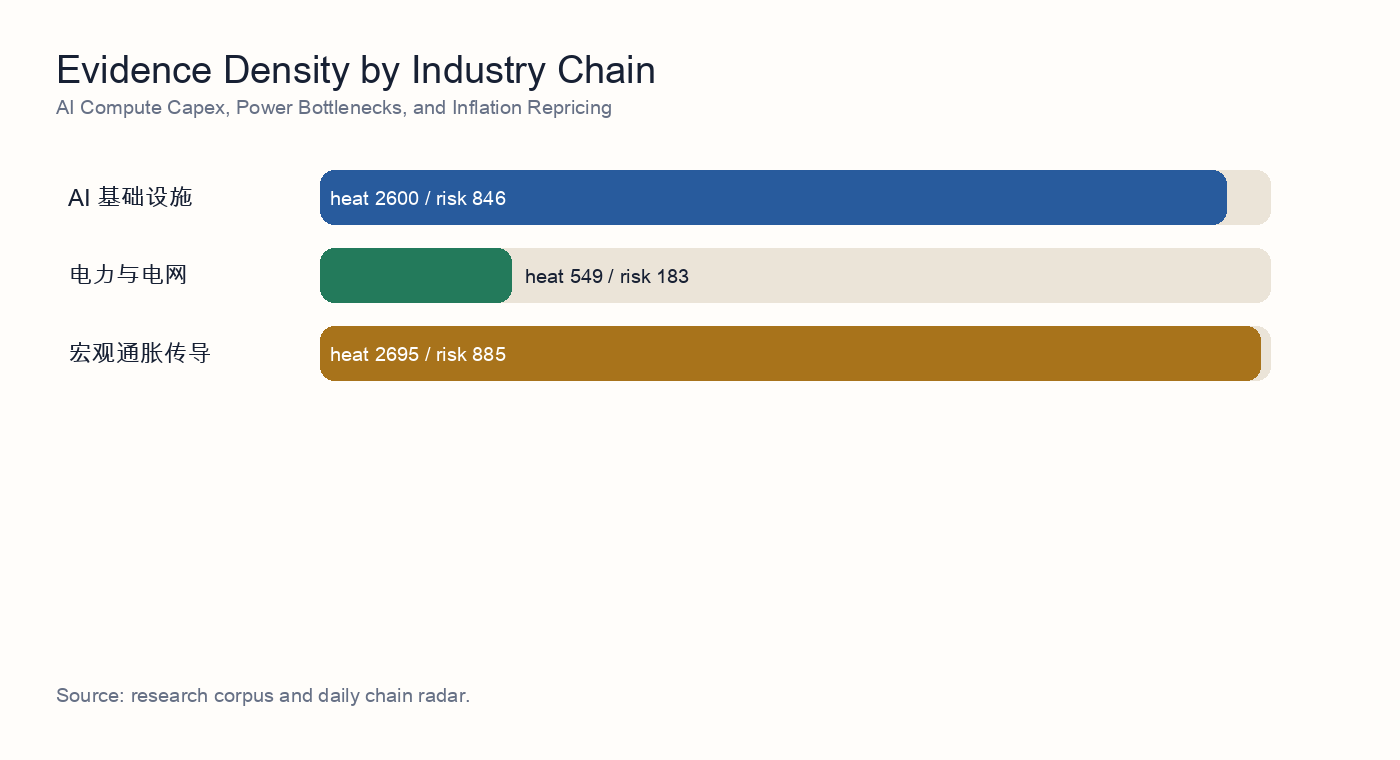 Evidence Density by Industry Chain
AI Compute Capex, Power Bottlenecks, and Inflation Repricing
AI 基础设施
heat 2600 / risk 846
电力与电网
heat 549 / risk 183
宏观通胀传导
heat 2695 / risk 885
Source: research corpus and daily chain radar.